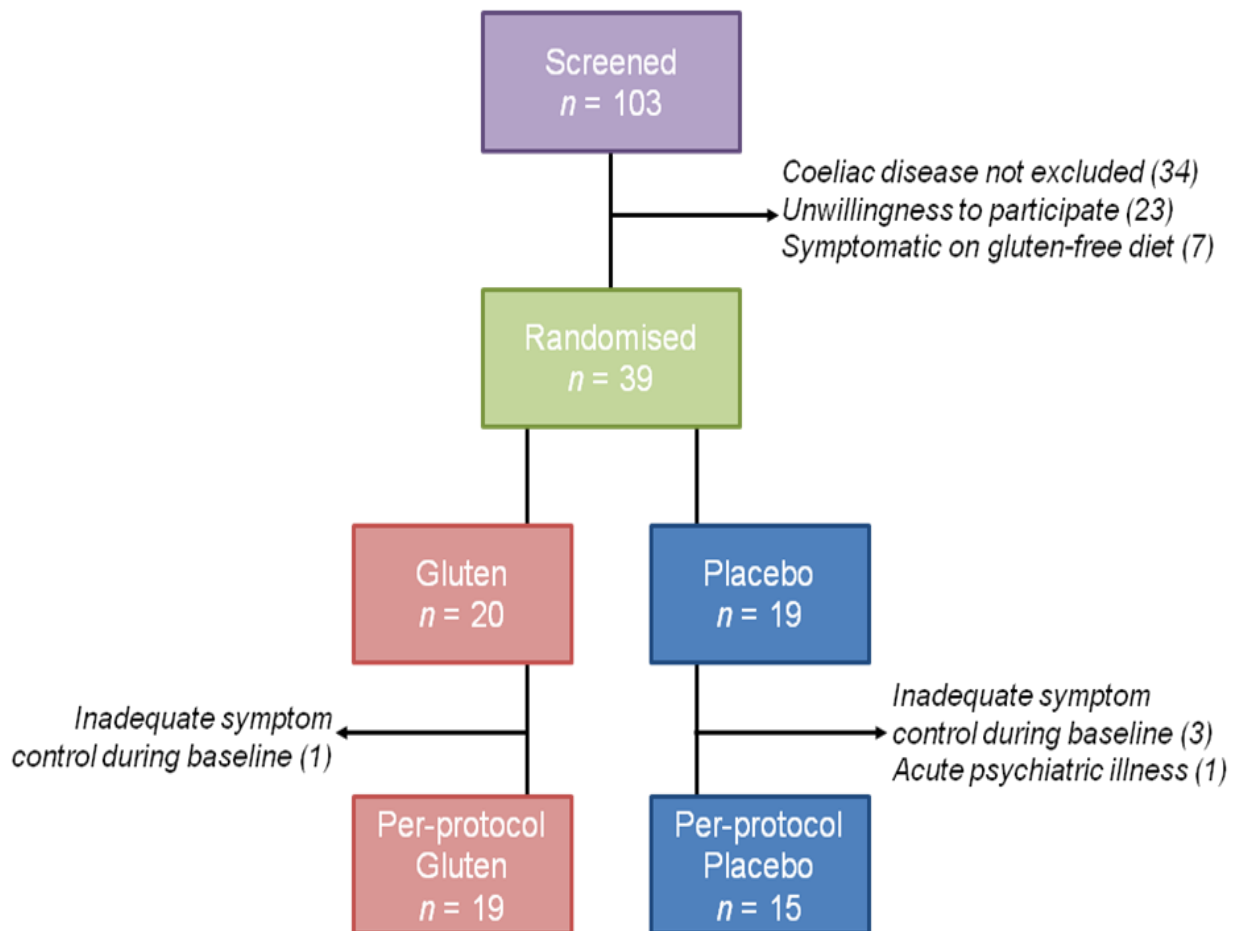 Screened
n = 103
Coeliac disease not excluded (34)
Unwillingness to participate (23)
Symptomatic on gluten-free diet (7)
Randomised
n = 39
Gluten
n = 20
Placebo
n = 19
Inadequate symptom
control during baseline (1)
Inadequate symptom
control during baseline (3)
Acute psychiatric illness (1)
Per-protocol
Gluten
n = 19
Per-protocol
Placebo
n = 15